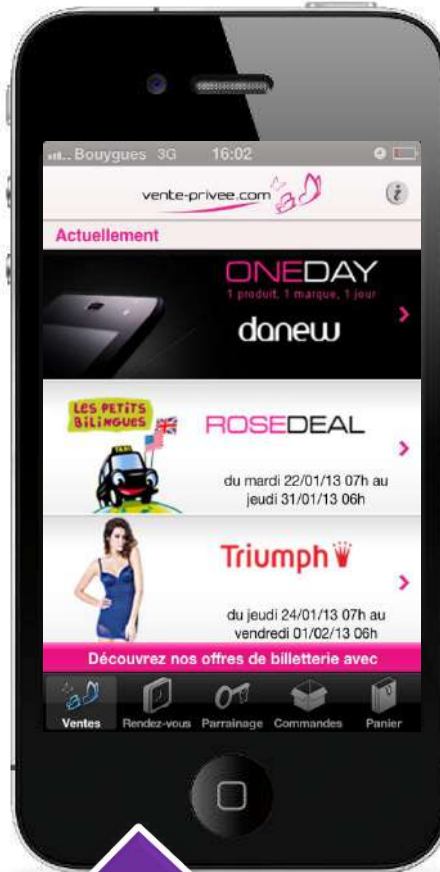 Bouygues 3G 16:02
vente-privee.com
i
Actuellement
ONEDAY
1 produit, 1 marque, 1 jour
danew
LES PETITS
BILINGUES
TAXI
ROSEDEAL
du mardi 22/01/13 07h au
jeudi 31/01/13 06h
Triumph
du jeudi 24/01/13 07h au
vendredi 01/02/13 06h
Découvrez nos offres de billetterie avec
Ventes Rendez-vous Parrainage Commandes Panier